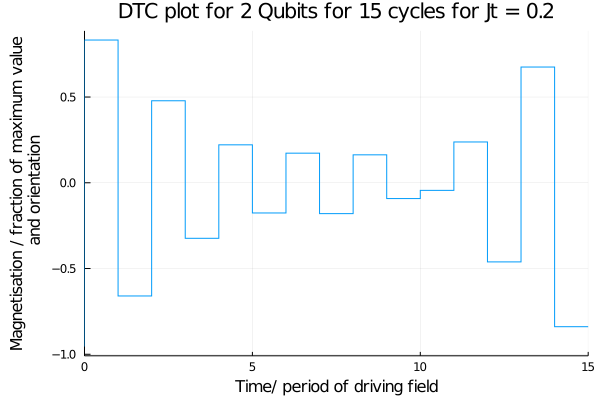 DTC plot for 2 Qubits for 15 cycles for Jt = 0.2
Magnetisation / fraction of maximum value
and orientation
0.5
0.0
−0.5
−1.0
0 5 10 15
Time/ period of driving field